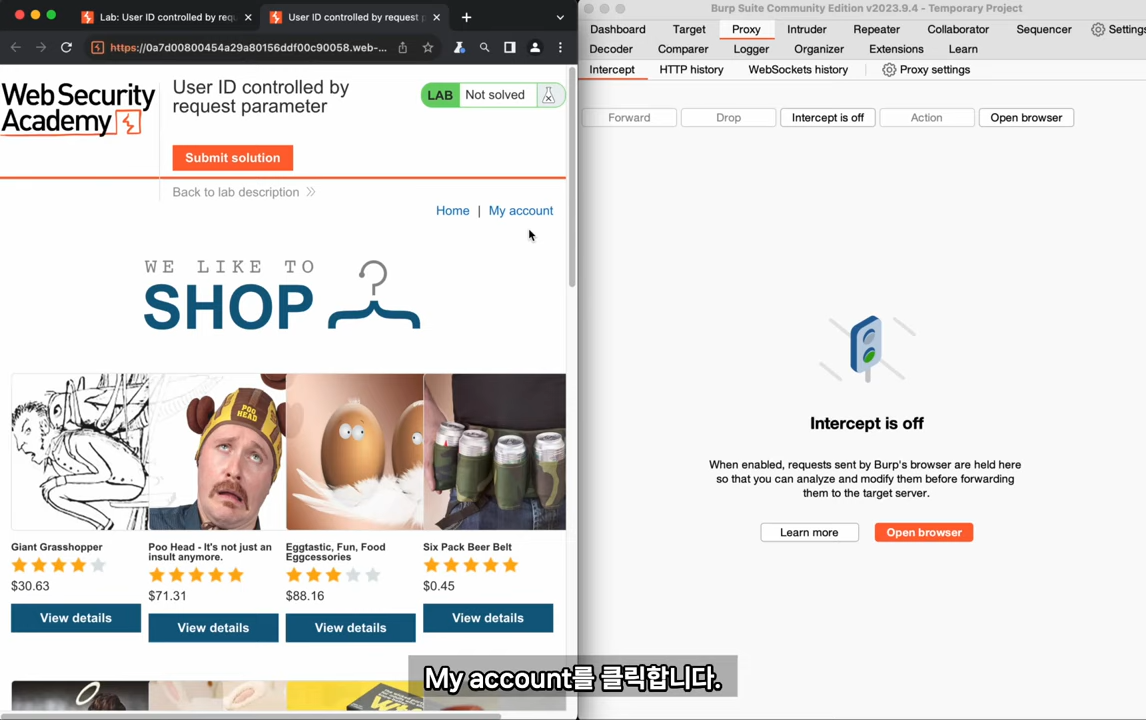 Lab: User ID controlled by requ
User ID controlled by request p
https://0a7d00800454a29a80156ddf00c90058.web-...
Web Security
Academy
User ID controlled by
request parameter
LAB Not solved
Submit solution
Back to lab description
Home | My account
WE LIKE TO
SHOP
POO
HEAD
Giant Grasshopper
$30.63
View details
Poo Head - It's not just an
insult anymore.
$71.31
View details
Eggtastic, Fun, Food
Eggcessories
$88.16
View details
Six Pack Beer Belt
$0.45
View details
Burp Suite Community Edition v2023.9.4 - Temporary Project
Dashboard Target Proxy Intruder Repeater Collaborator Sequencer Settings
Decoder Comparer Logger Organizer Extensions Learn
Intercept HTTP history WebSockets history Proxy settings
Forward Drop Intercept is off Action Open browser
Intercept is off
When enabled, requests sent by Burp's browser are held here
so that you can analyze and modify them before forwarding
them to the target server.
Learn more Open browser
My account를 클릭합니다.